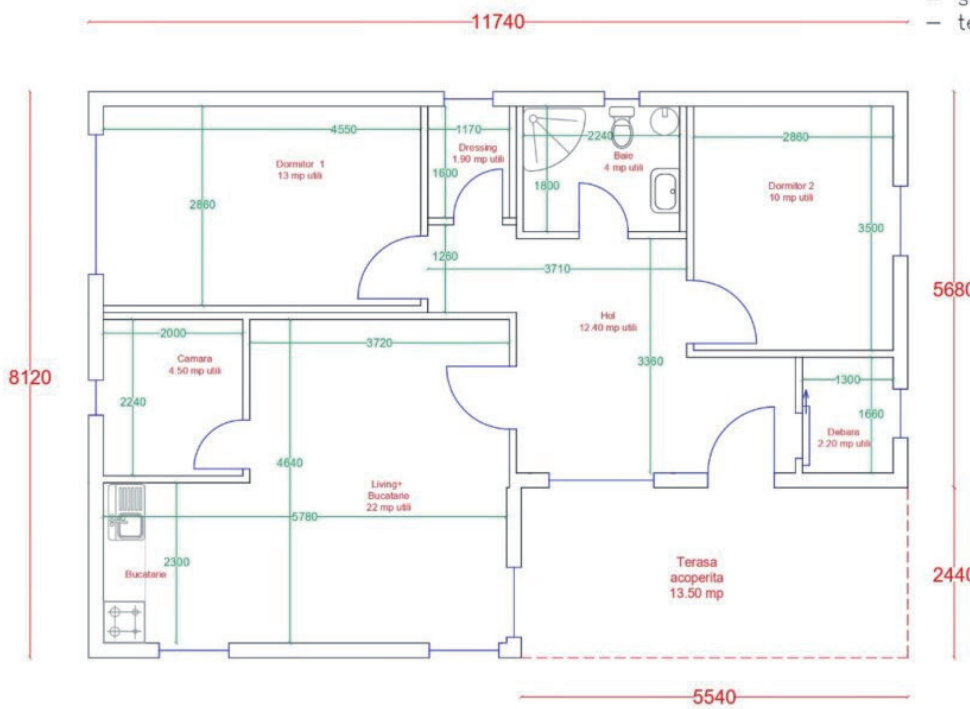 11740
4550
Dormitor 1
13 mp utili
2860
1170
Dressing
1.90 mp utili
1600
2240
Baie
4 mp utili
1800
2880
Dormitor 2
10 mp utili
3500
1260
3710
Hol
12.40 mp utili
3360
5680
8120
2000
Camara
4.50 mp utili
2240
3720
4640
1300
1660
Debara
2.20 mp utili
Living+
Bucatarie
22 mp utili
5780
2300
Bucatarie
Terasa
acoperita
13.50 mp
2440
5540